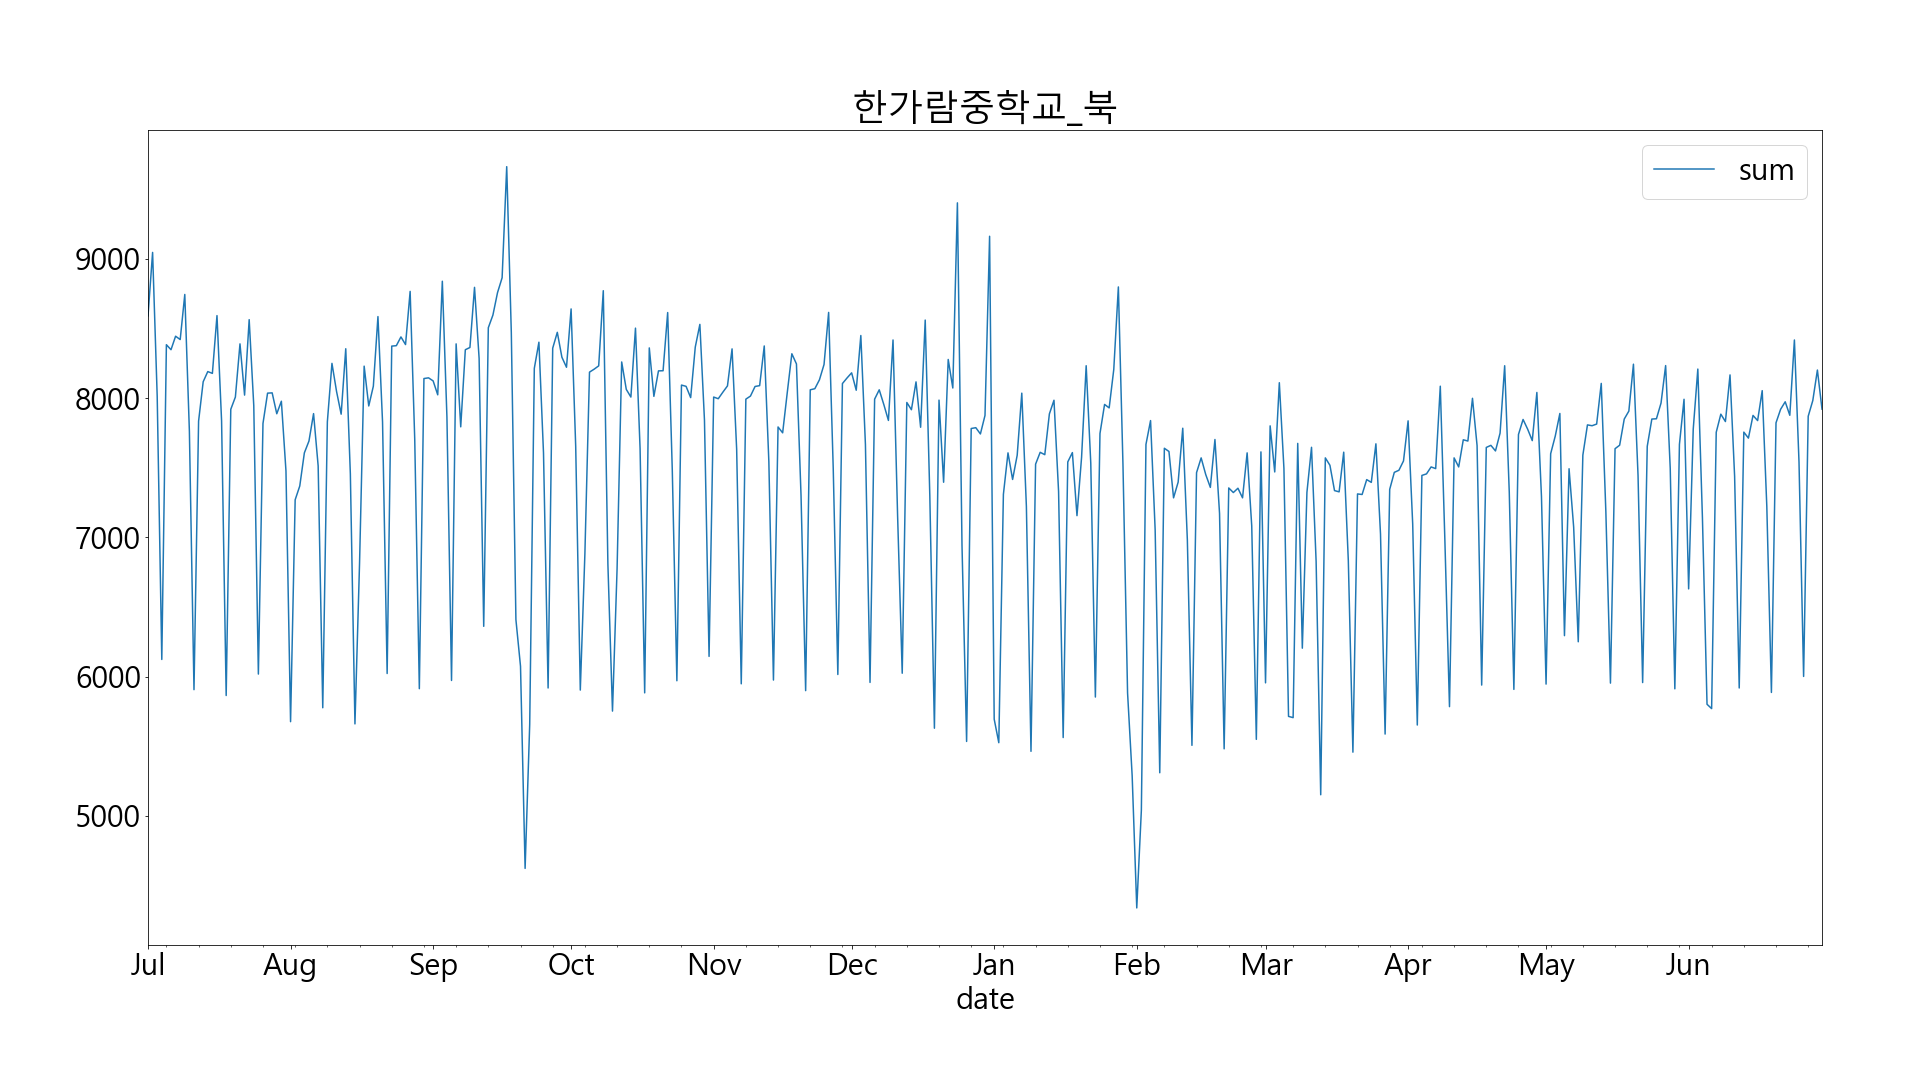 한가람중학교_북
sum
9000
8000
7000
6000
5000
Jul Aug Sep Oct Nov Dec Jan Feb Mar Apr May Jun
date